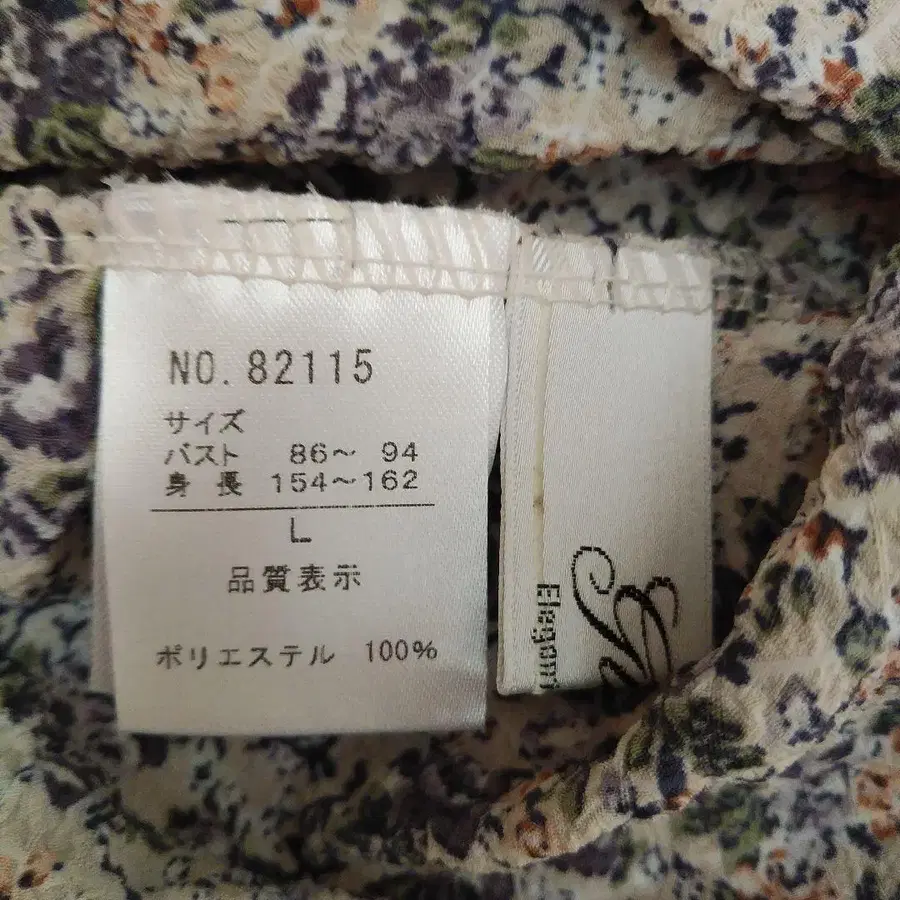 NO. 82115
サイズ
バスト 86～ 94
身 長 154～162
L
品質表示
ポリエステル 100%